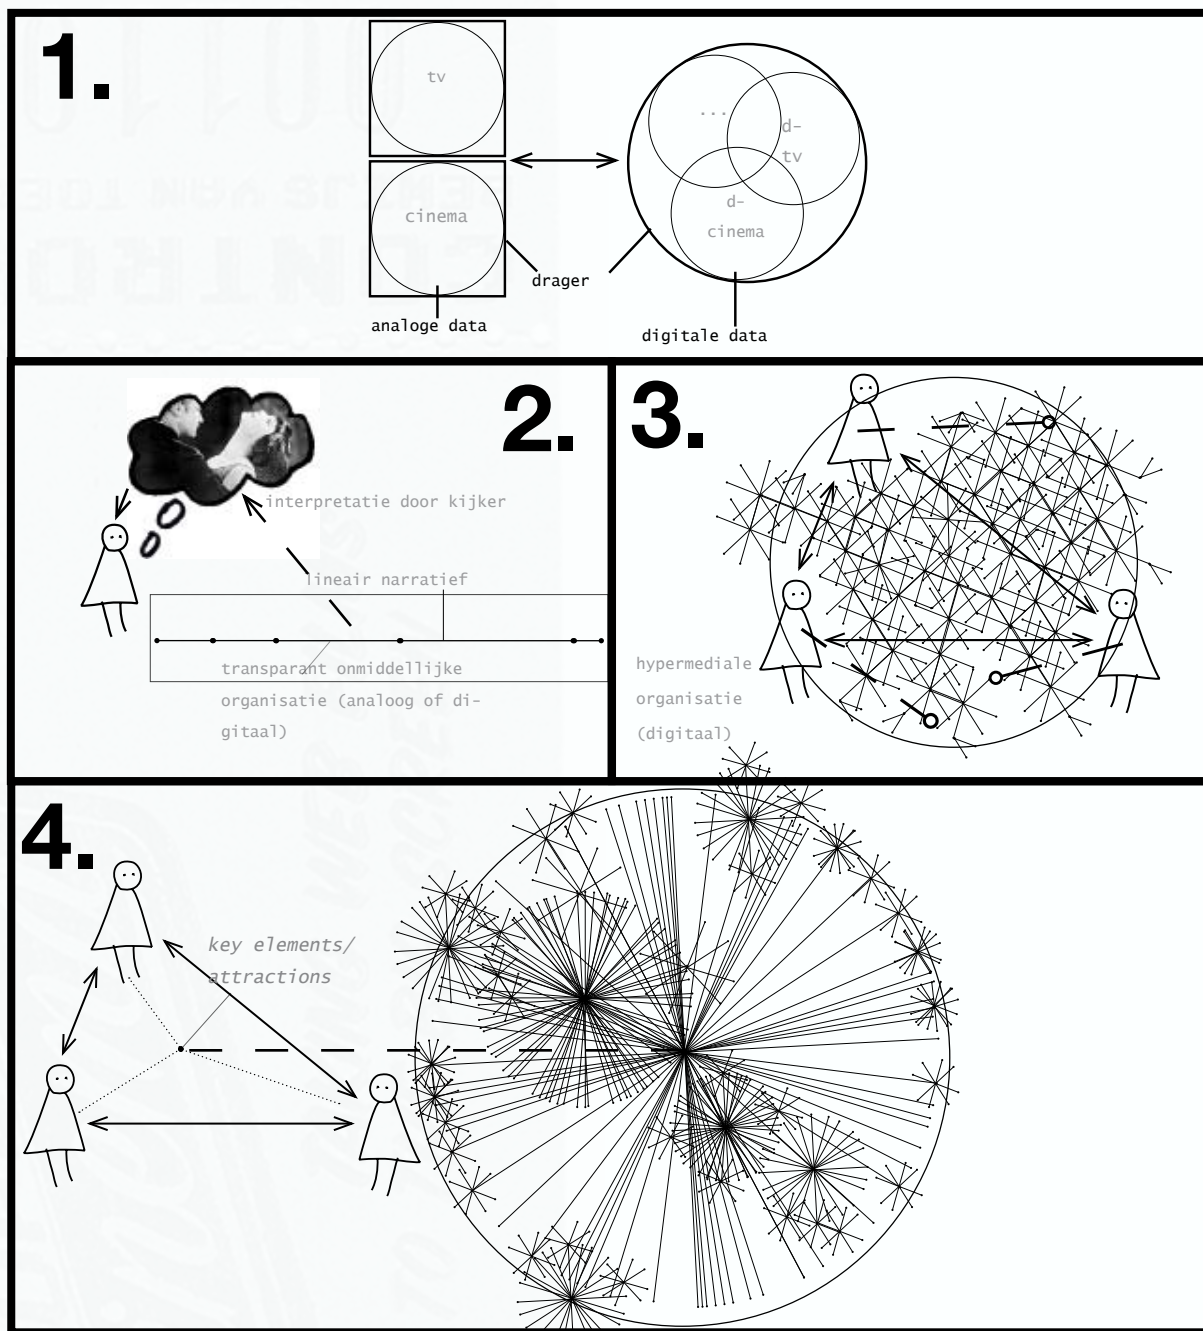 1.
tv
...
d-
tv
cinema
d-
cinema
drager
analoge data
digitale data
2.
interpretatie door kijker
lineair narratief
transparant onmiddellijke
organisatie (analoog of di-
gitaal)
3.
hypermediale
organisatie
(digitaal)
4.
key elements/
attractions